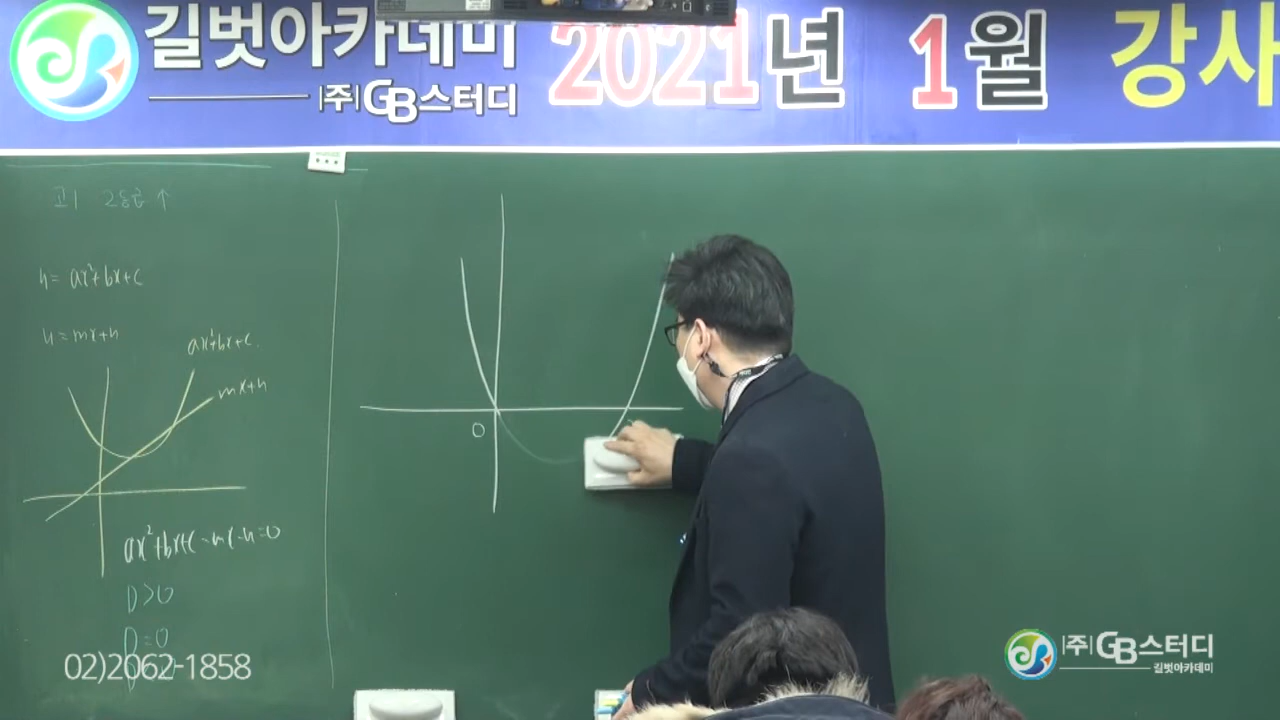 길벗아카데미
|주|GB스터디
2021년 1월 강사
고1 2등급 ↑
y = ax²+bx+c
y = mx+n
ax²+bx+c
mx+n
O
ax²+bx+c-mx-n=0
D>0
D=0
02)2062-1858
|주|GB스터디
길벗아카데미